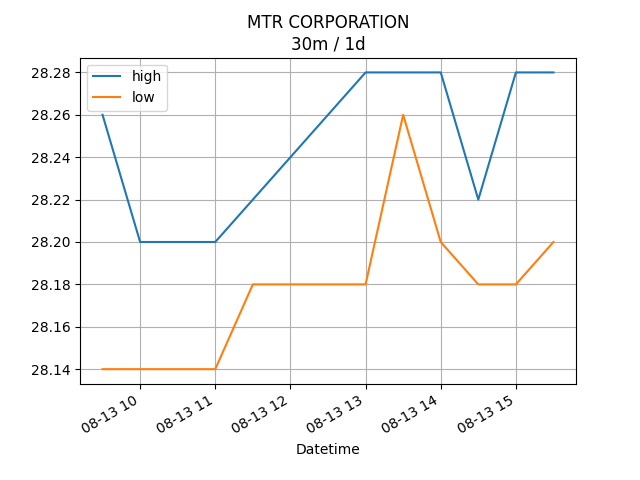 MTR CORPORATION
30m / 1d
high
low
28.28
28.26
28.24
28.22
28.20
28.18
28.16
28.14
08-13 10
08-13 11
08-13 12
08-13 13
08-13 14
08-13 15
Datetime